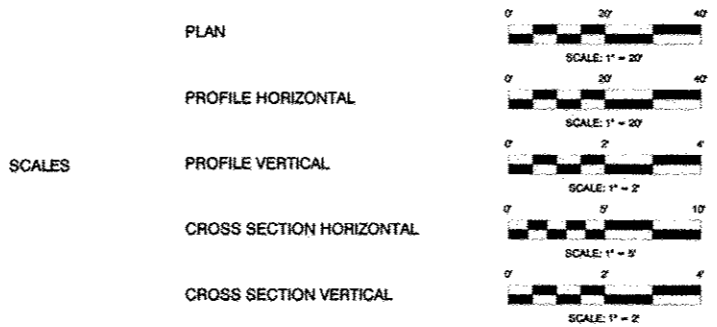 PLAN
0' 20' 40'
SCALE: 1" = 20'
PROFILE HORIZONTAL
0' 20' 40'
SCALE: 1" = 20'
SCALES
PROFILE VERTICAL
0' 2' 4'
SCALE: 1" = 2'
CROSS SECTION HORIZONTAL
0' 5' 10'
SCALE: 1" = 5'
CROSS SECTION VERTICAL
0' 2' 4'
SCALE: 1" = 2'